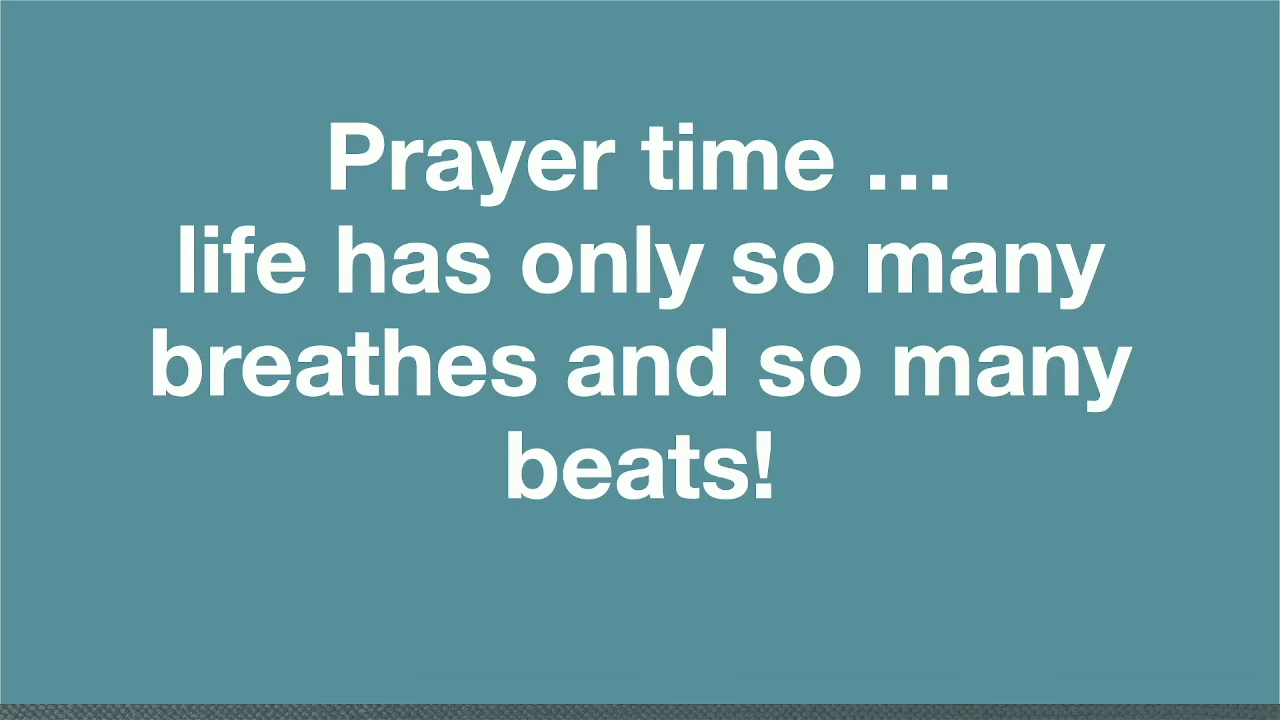 Prayer time …
life has only so many
breathes and so many
beats!